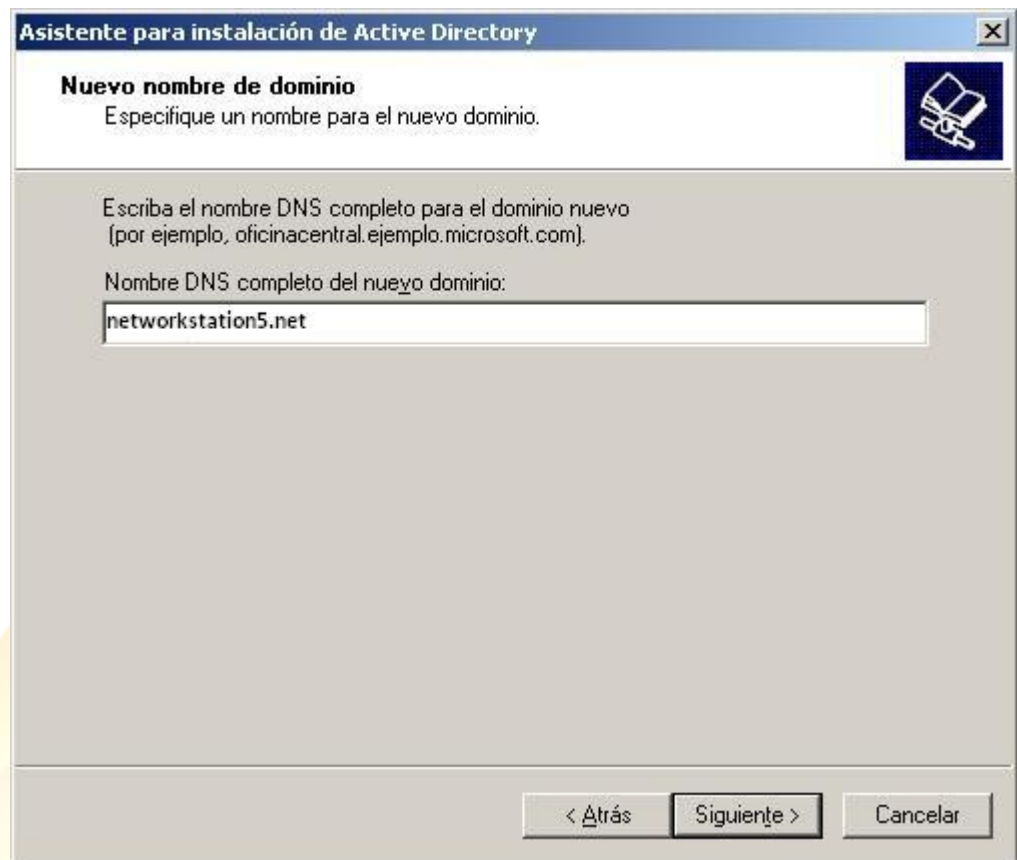 Asistente para instalación de Active Directory
Nuevo nombre de dominio
Especifique un nombre para el nuevo dominio.
Escriba el nombre DNS completo para el dominio nuevo
(por ejemplo, oficinacentral.ejemplo.microsoft.com).
Nombre DNS completo del nuevo dominio:
networkstation5.net
< Atrás
Siguiente >
Cancelar